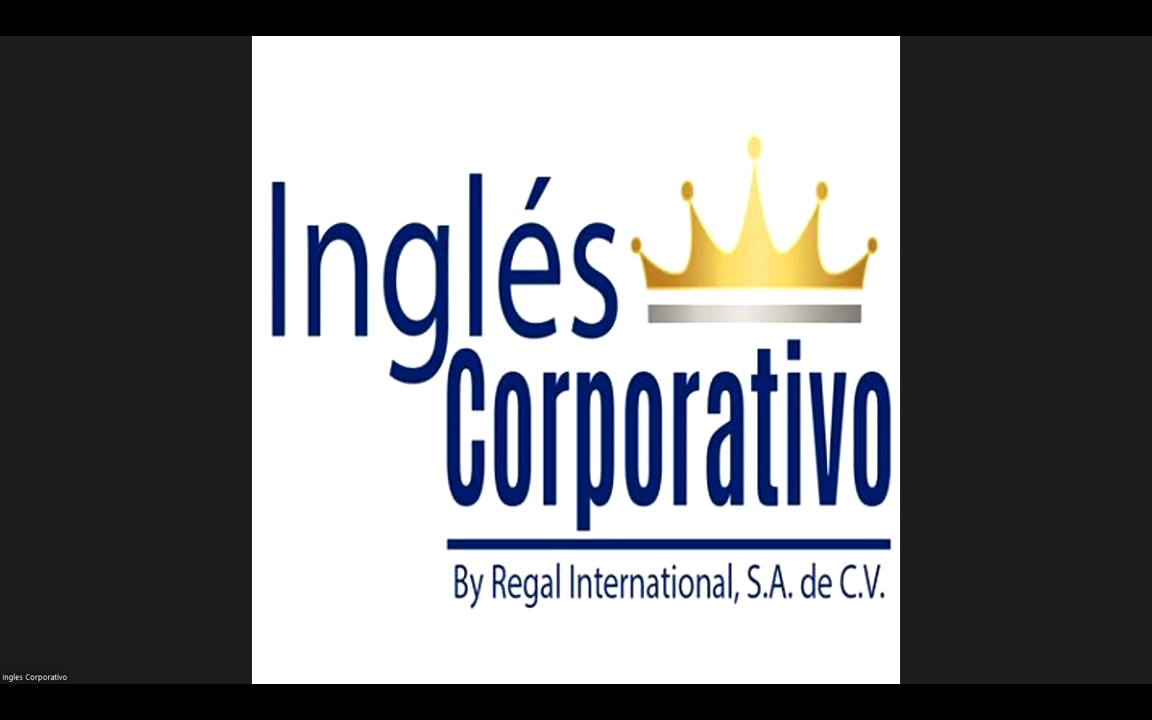 Inglés
Corporativo
By Regal International, S.A. de C.V.
Ingles Corporativo